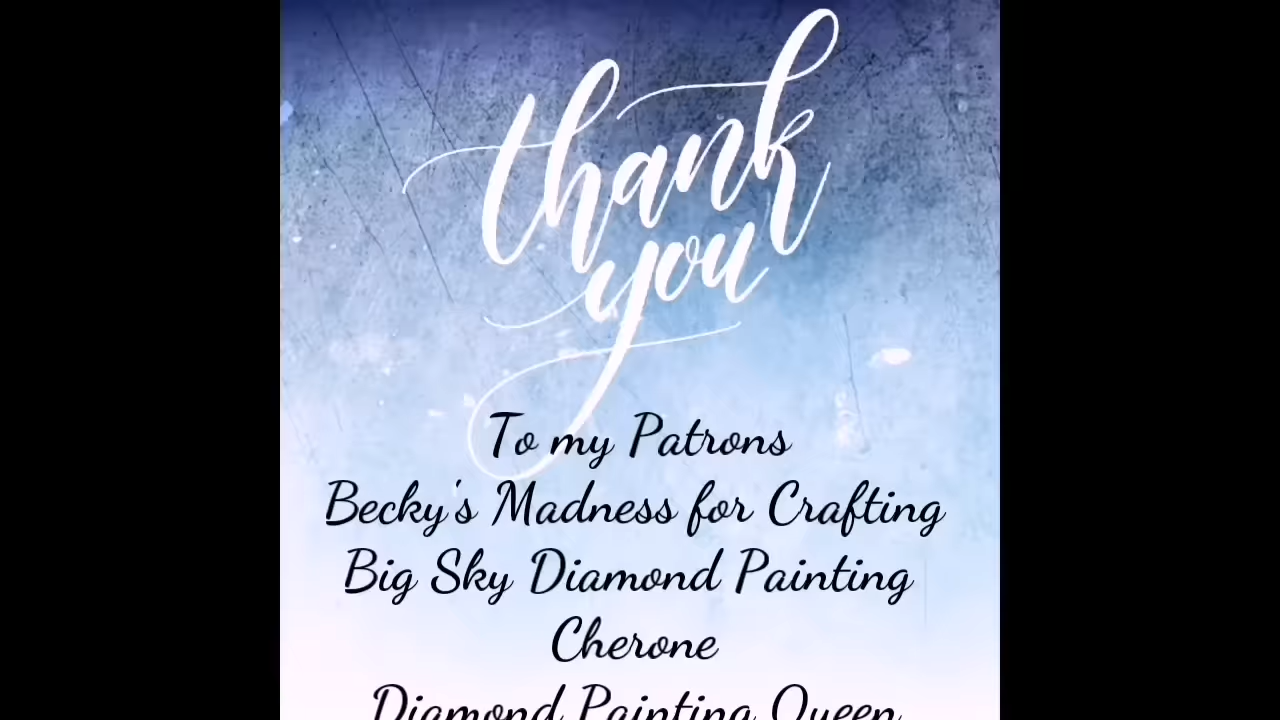 thank
you
To my Patrons
Becky's Madness for Crafting
Big Sky Diamond Painting
Cherone
Diamond Painting Queen